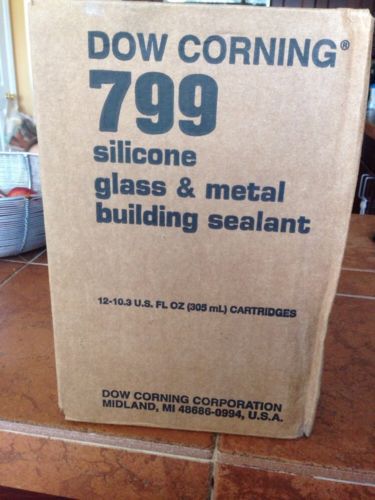 DOW CORNING®
799
silicone
glass & metal
building sealant
12-10.3 U.S. FL OZ (305 mL) CARTRIDGES
DOW CORNING CORPORATION
MIDLAND, MI 48686-0994, U.S.A.